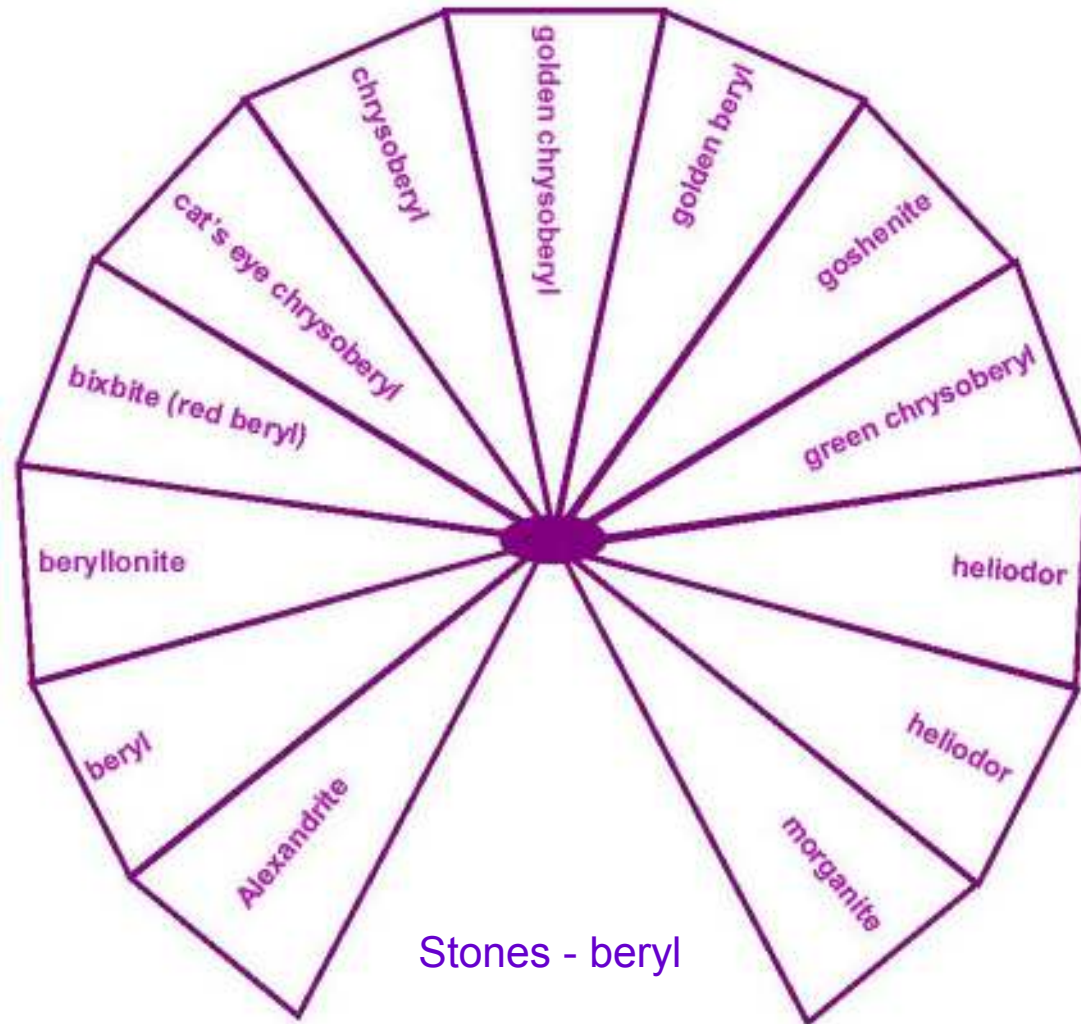 Alexandrite
beryl
beryllonite
bixbite (red beryl)
cat's eye chrysoberyl
chrysoberyl
golden chrysoberyl
golden beryl
goshenite
green chrysoberyl
heliodor
heliodor
morganite
Stones - beryl